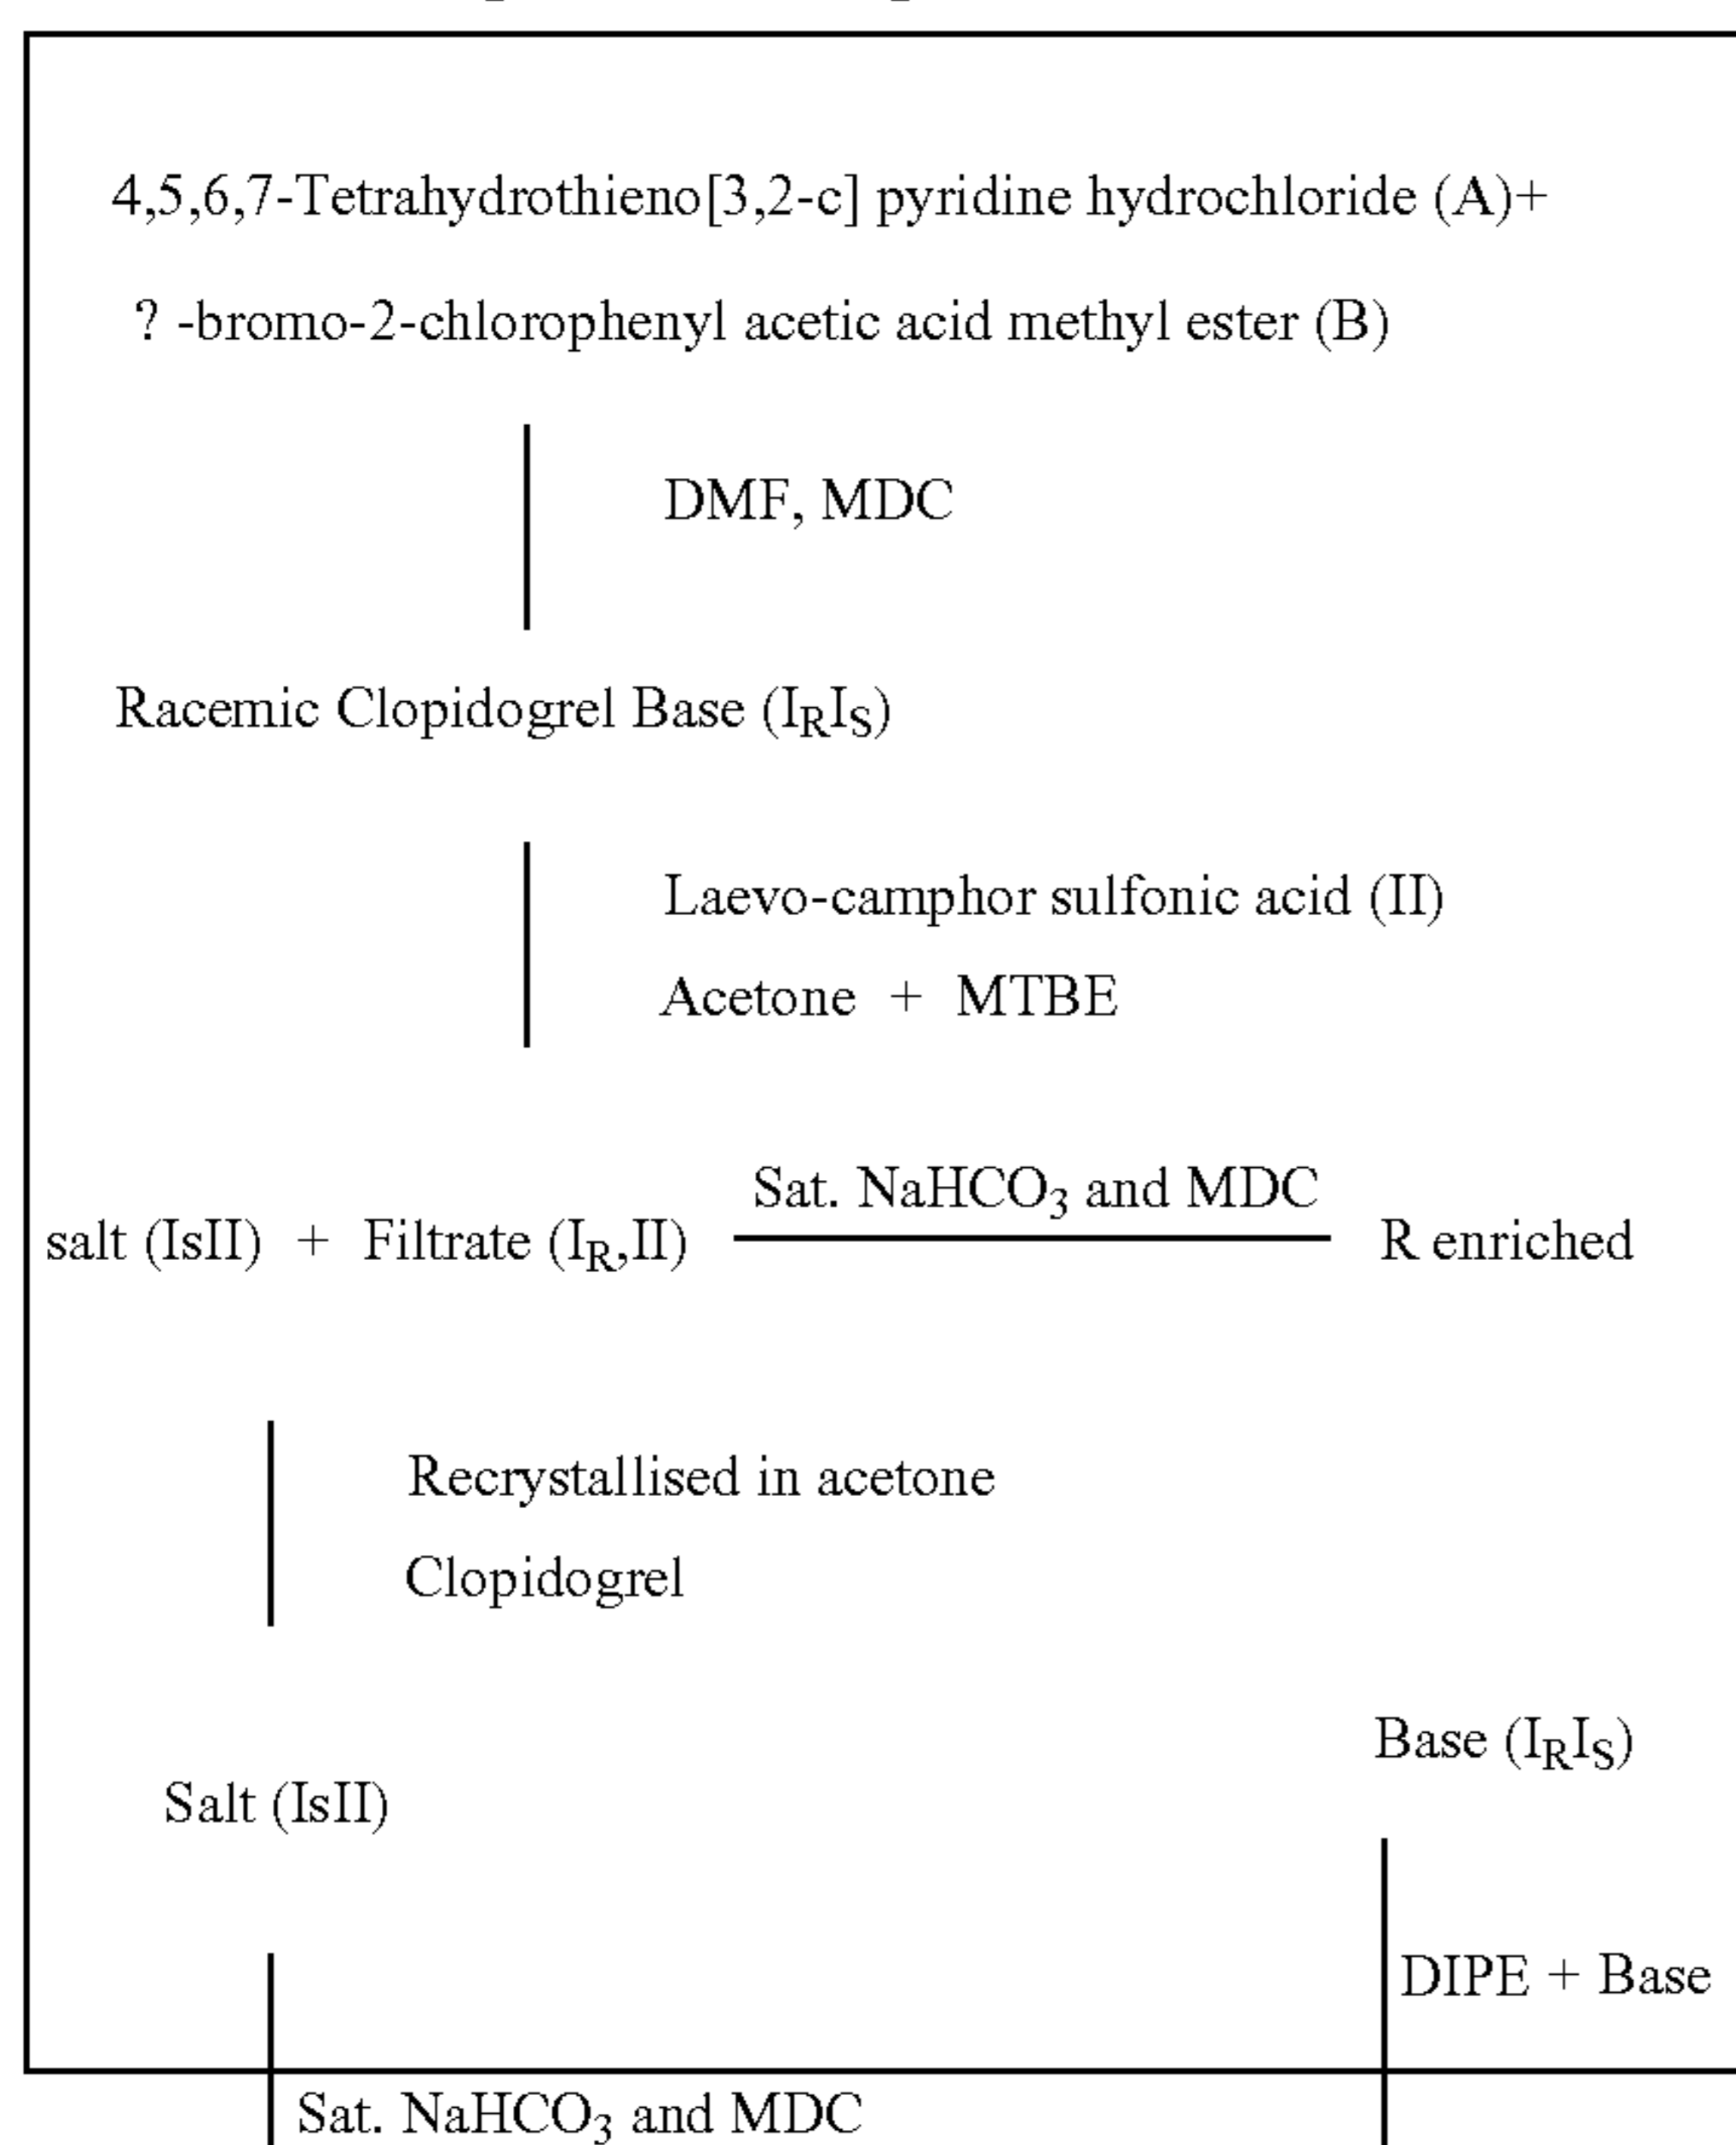 4,5,6,7-Tetrahydrothieno[3,2-c] pyridine hydrochloride (A)+
? -bromo-2-chlorophenyl acetic acid methyl ester (B)
DMF, MDC
Racemic Clopidogrel Base (IRIS)
Laevo-camphor sulfonic acid (II)
Acetone + MTBE
Sat. NaHCO3 and MDC
salt (IsII) + Filtrate (IR,II) R enriched
Recrystallised in acetone
Clopidogrel
Base (IRIS)
Salt (IsII)
DIPE + Base
Sat. NaHCO3 and MDC